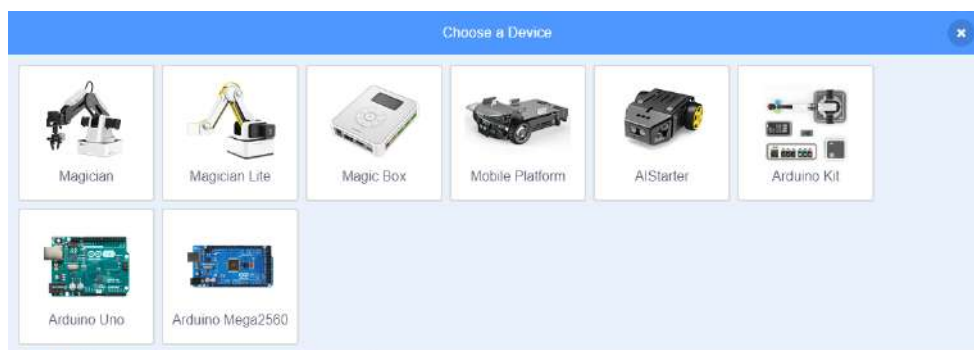 Choose a Device
Magician
Magician Lite
Magic Box
Mobile Platform
AIStarter
Arduino Kit
Arduino Uno
Arduino Mega2560